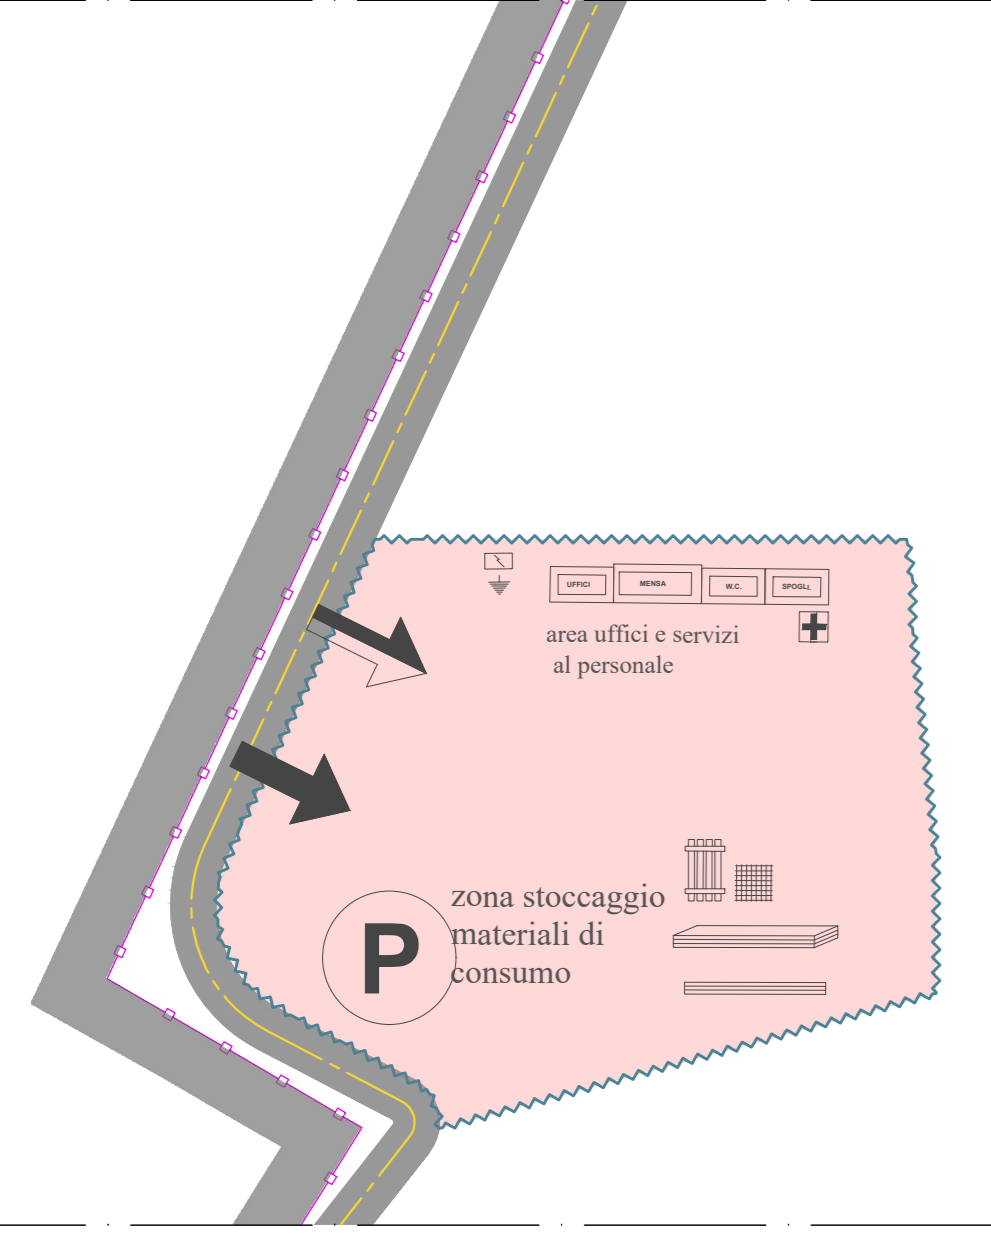 UFFICI
MENSA
W.C.
SPOGLI.
area uffici e servizi
al personale
P
zona stoccaggio
materiali di
consumo